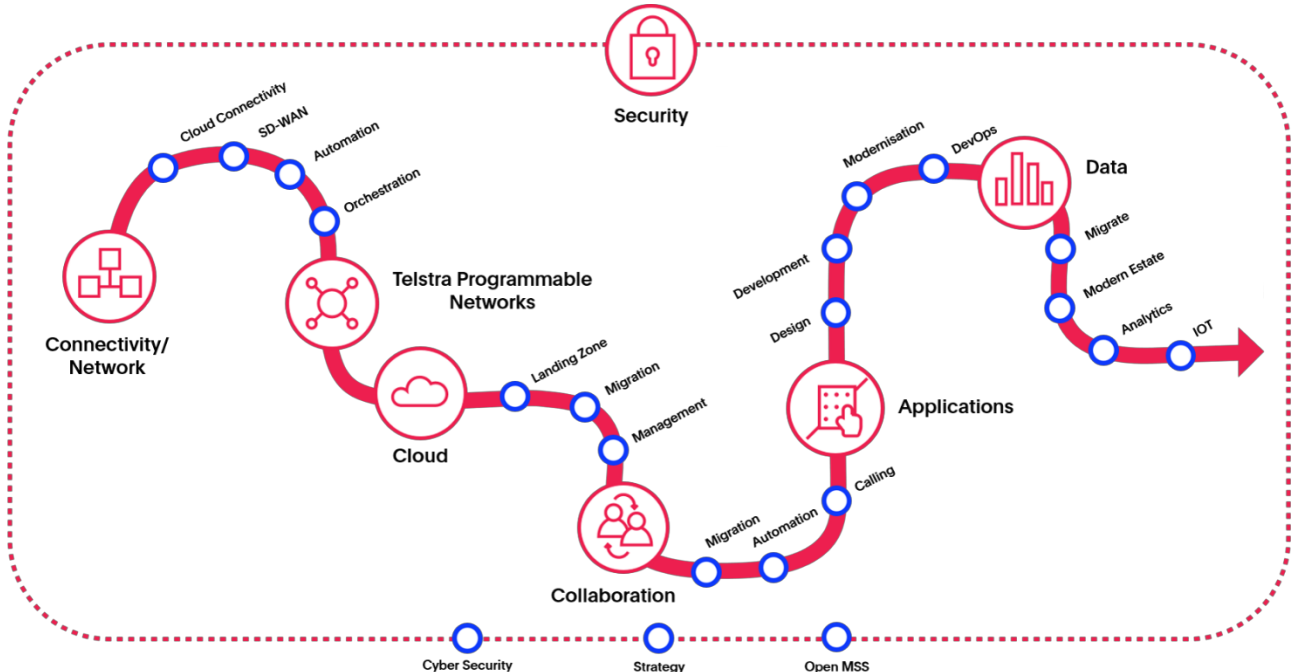 Security
Cloud Connectivity
SD-WAN
Automation
Orchestration
Connectivity/
Network
Telstra Programmable
Networks
Cloud
Landing Zone
Migration
Management
Collaboration
Migration
Automation
Calling
Applications
Design
Development
Modernisation
DevOps
Data
Migrate
Modern Estate
Analytics
IOT
Cyber Security
Strategy
Open MSS